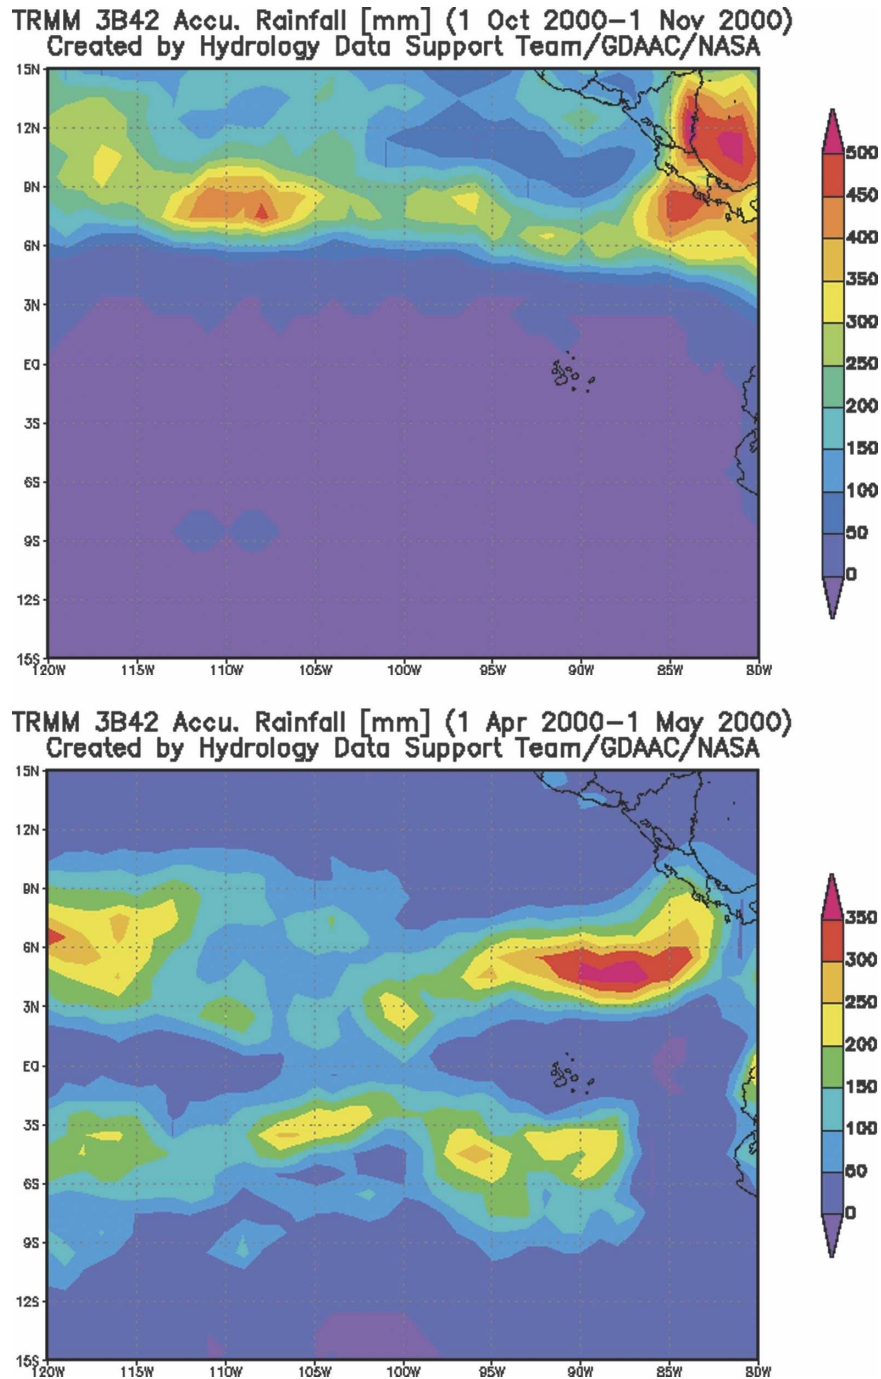 TRMM 3B42 Accu. Rainfall [mm] (1 Oct 2000-1 Nov 2000)
Created by Hydrology Data Support Team/GDAAC/NASA
15N
12N
9N
6N
3N
EQ
3S
6S
9S
12S
15S
120W 115W 110W 105W 100W 95W 90W 85W 80W
500
450
400
350
300
250
200
150
100
50
0
TRMM 3B42 Accu. Rainfall [mm] (1 Apr 2000-1 May 2000)
Created by Hydrology Data Support Team/GDAAC/NASA
15N
12N
9N
6N
3N
EQ
3S
6S
9S
12S
15S
120W 115W 110W 105W 100W 95W 90W 85W 80W
350
300
250
200
150
100
50
0